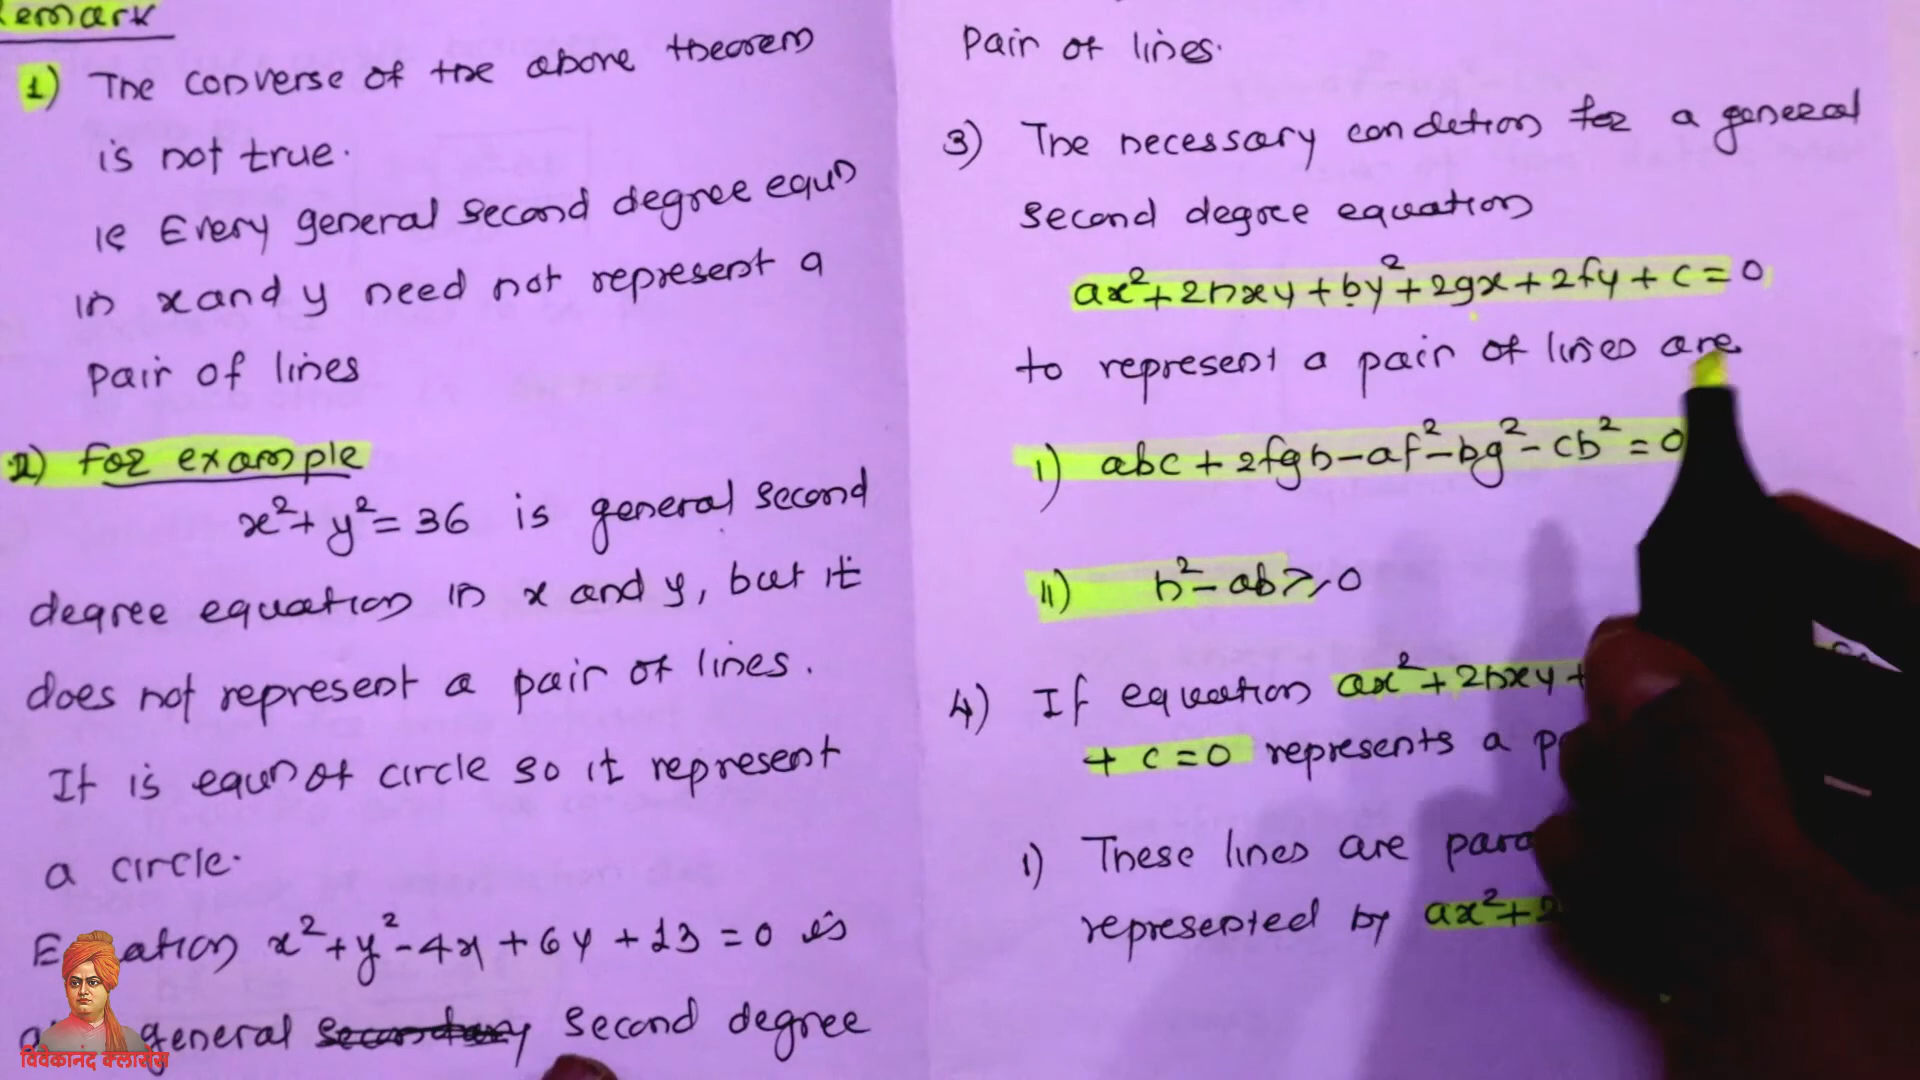 Remark
1) The converse of the above theorem
is not true.
ie Every general second degree equn
in x and y need not represent a
pair of lines
2) for example
x²+y²=36 is general second
degree equation in x and y, but it
does not represent a pair of lines.
It is equn of circle so it represent
a circle.
x²+y²-4x+6y+13=0 is
general second degree
विवेकानंद क्लासेस
pair of lines.
3) The necessary condition for a general
second degree equation
ax²+2hxy+by²+2gx+2fy+c=0
to represent a pair of lines are
i) abc+2fgh-af²-bg²-ch²=0
ii) h²-ab≥0
4) If equation ax²+2hxy+
+c=0 represents a
i) These lines are
represented by ax²+2